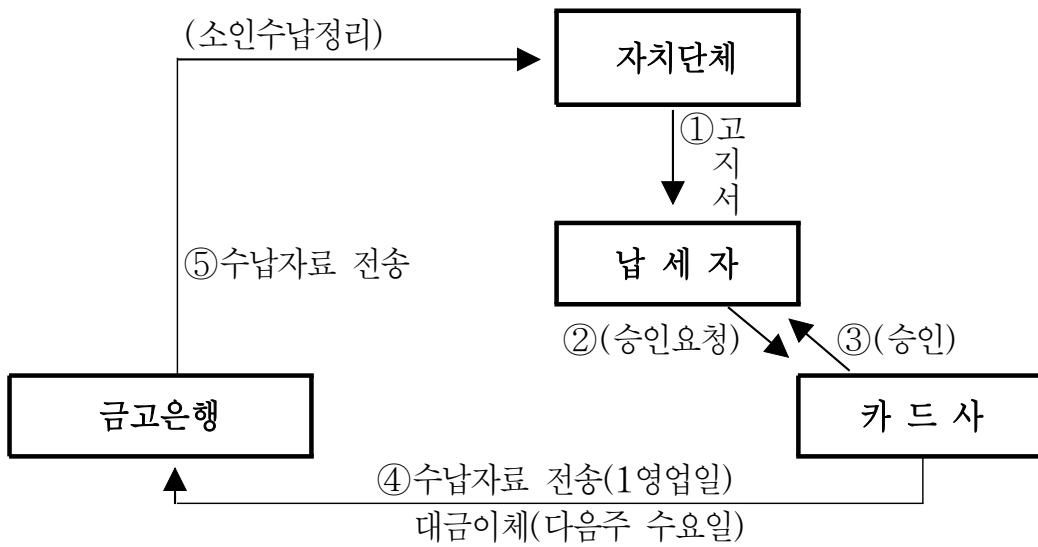 (소인수납정리)
자치단체
①고
지
서
⑤수납자료 전송
납 세 자
②(승인요청)
③(승인)
금고은행
카 드 사
④수납자료 전송(1영업일)
대금이체(다음주 수요일)